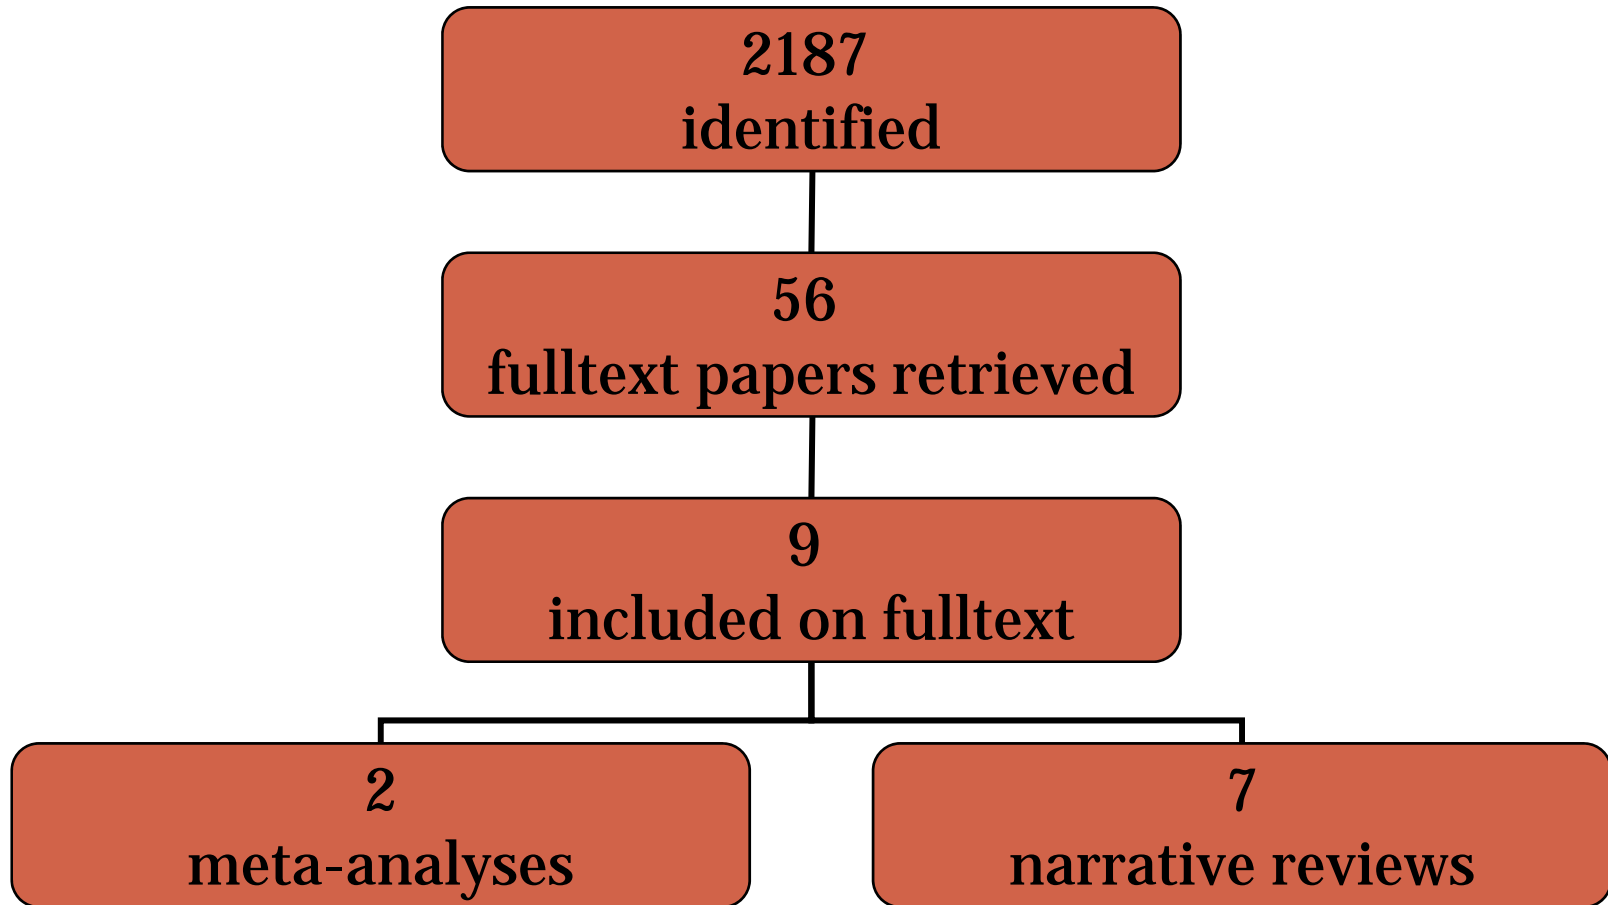 2187
identified
56
fulltext papers retrieved
9
included on fulltext
2
meta-analyses
7
narrative reviews